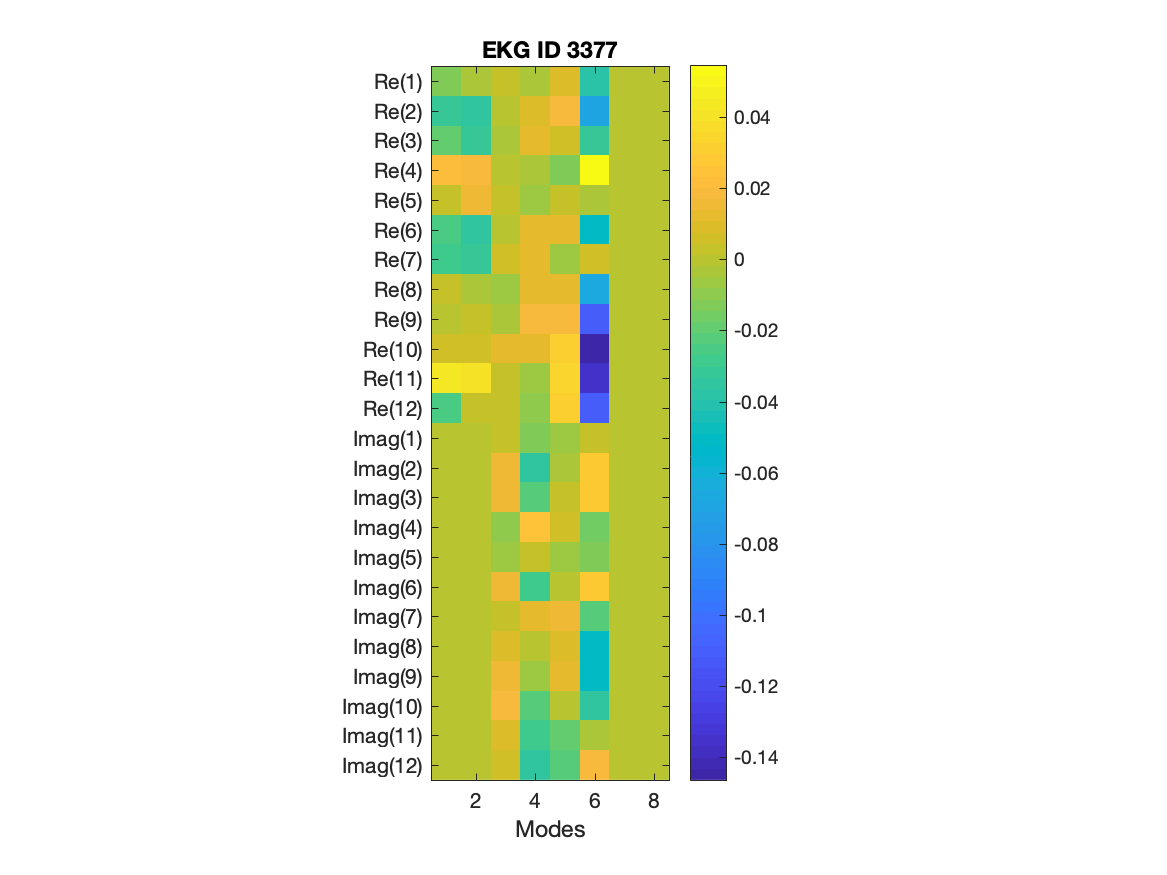 EKG ID 3377
Re(1)
Re(2)
Re(3)
Re(4)
Re(5)
Re(6)
Re(7)
Re(8)
Re(9)
Re(10)
Re(11)
Re(12)
Imag(1)
Imag(2)
Imag(3)
Imag(4)
Imag(5)
Imag(6)
Imag(7)
Imag(8)
Imag(9)
Imag(10)
Imag(11)
Imag(12)
2 4 6 8
Modes
0.04
0.02
0
-0.02
-0.04
-0.06
-0.08
-0.1
-0.12
-0.14